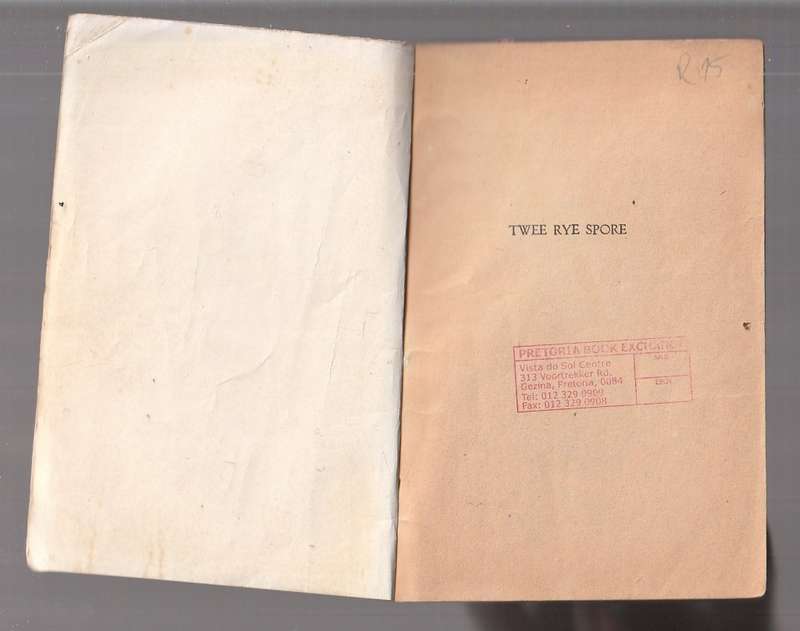 R 15
TWEE RYE SPORE
PRETORIA BOOK EXCHANGE
Vista do Sol Centre
313 Voortrekker Rd.
Gezina, Pretoria, 0084
Tel: 012 329 0909
Fax: 012 329 0908